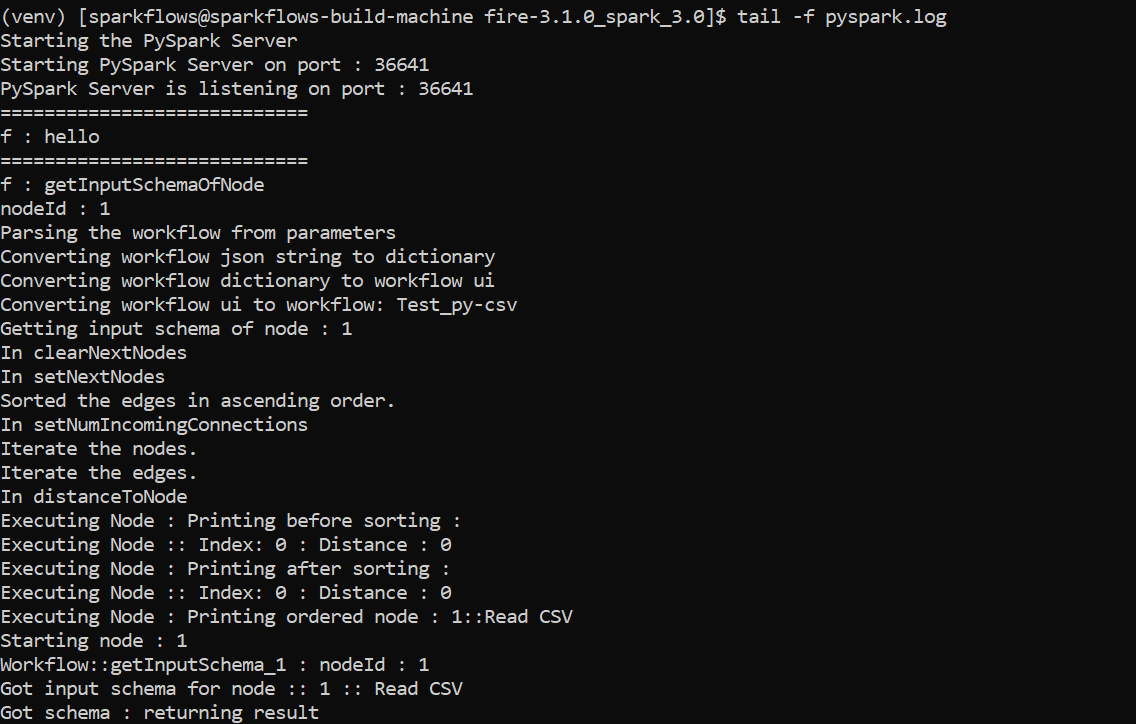 (venv) [sparkflows@sparkflows-build-machine fire-3.1.0_spark_3.0]$ tail -f pyspark.log
Starting the PySpark Server
Starting PySpark Server on port : 36641
PySpark Server is listening on port : 36641
============================
f : hello
============================
f : getInputSchemaOfNode
nodeId : 1
Parsing the workflow from parameters
Converting workflow json string to dictionary
Converting workflow dictionary to workflow ui
Converting workflow ui to workflow: Test_py-csv
Getting input schema of node : 1
In clearNextNodes
In setNextNodes
Sorted the edges in ascending order.
In setNumIncomingConnections
Iterate the nodes.
Iterate the edges.
In distanceToNode
Executing Node : Printing before sorting :
Executing Node :: Index: 0 : Distance : 0
Executing Node : Printing after sorting :
Executing Node :: Index: 0 : Distance : 0
Executing Node : Printing ordered node : 1::Read CSV
Starting node : 1
Workflow::getInputSchema_1 : nodeId : 1
Got input schema for node :: 1 :: Read CSV
Got schema : returning result